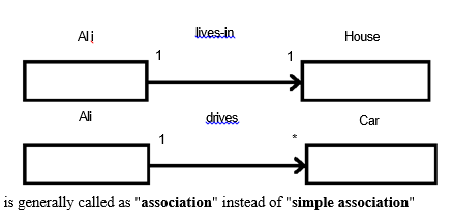 Ali lives-in House
1 1
Ali drives Car
1 *
is generally called as "association" instead of "simple association"